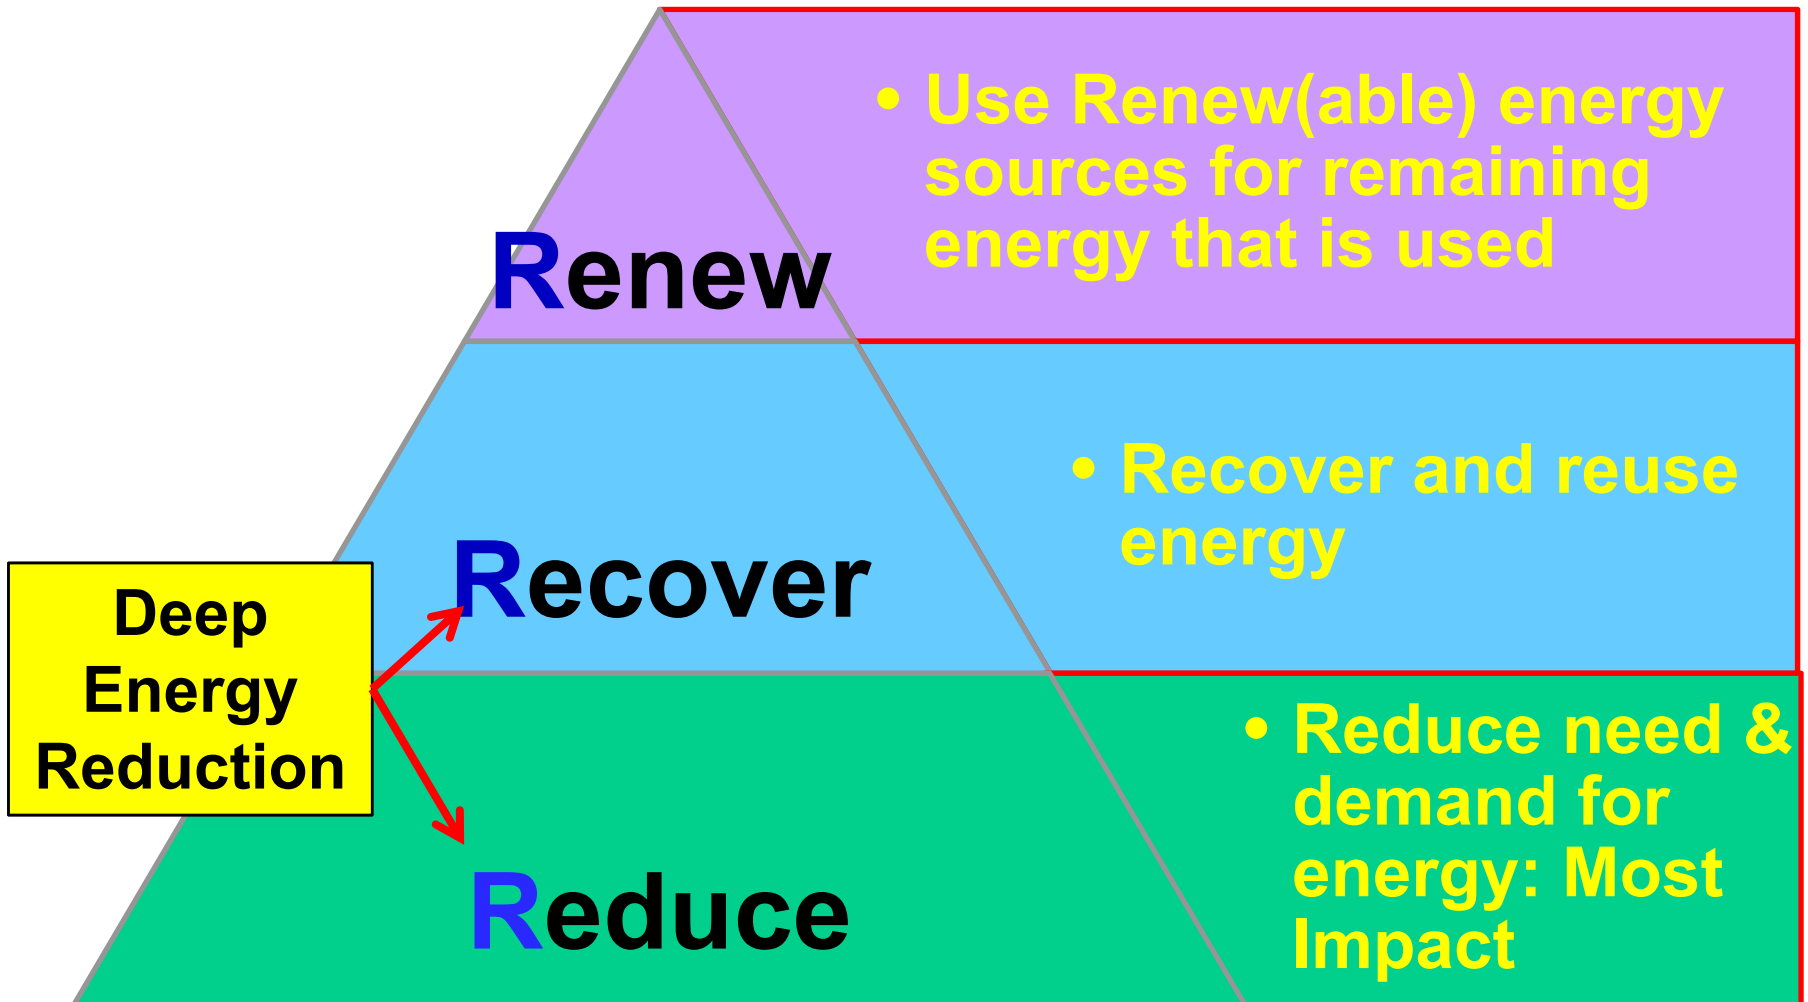 • Use Renew(able) energy
sources for remaining
energy that is used
Renew
• Recover and reuse
energy
Recover
Deep
Energy
Reduction
• Reduce need &
demand for
energy: Most
Impact
Reduce